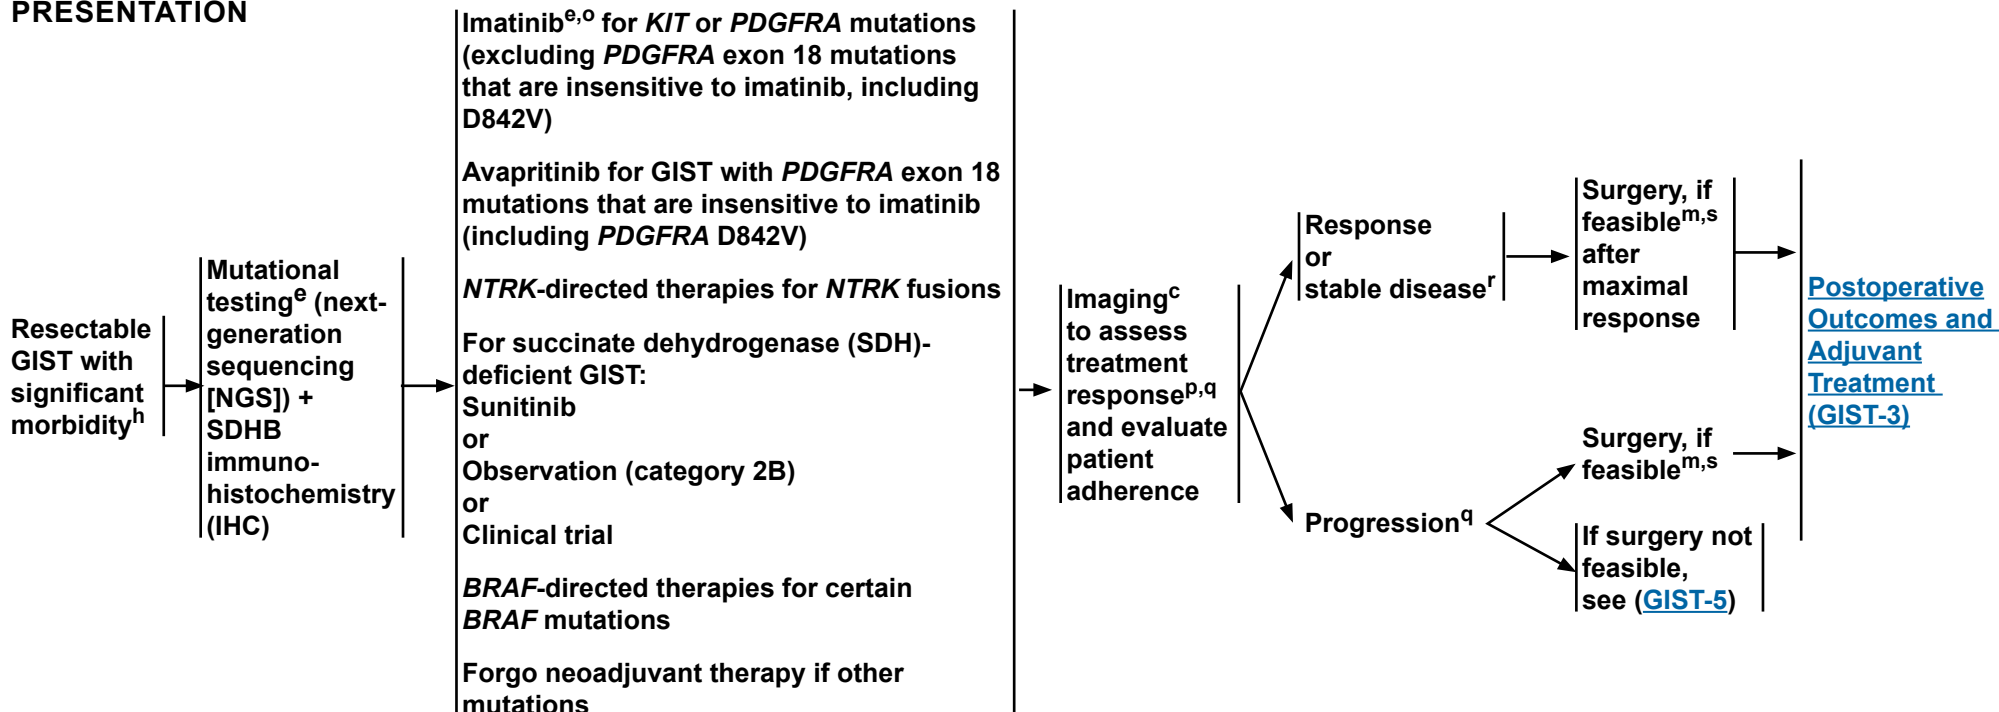 PRESENTATION
Resectable
GIST with
significant
morbidityh
Mutational
testinge (next-
generation
sequencing
[NGS]) +
SDHB
immuno-
histochemistry
(IHC)
Imatinibe,o for KIT or PDGFRA mutations
(excluding PDGFRA exon 18 mutations
that are insensitive to imatinib, including
D842V)
Avapritinib for GIST with PDGFRA exon 18
mutations that are insensitive to imatinib
(including PDGFRA D842V)
NTRK-directed therapies for NTRK fusions
For succinate dehydrogenase (SDH)-
deficient GIST:
Sunitinib
or
Observation (category 2B)
or
Clinical trial
BRAF-directed therapies for certain
BRAF mutations
Forgo neoadjuvant therapy if other
mutations
Imagingc
to assess
treatment
responsep,q
and evaluate
patient
adherence
Response
or
stable diseaser
Surgery, if
feasiblem,s
after
maximal
response
Progressionq
Surgery, if
feasiblem,s
If surgery not
feasible,
see (GIST-5)
Postoperative
Outcomes and
Adjuvant
Treatment
(GIST-3)